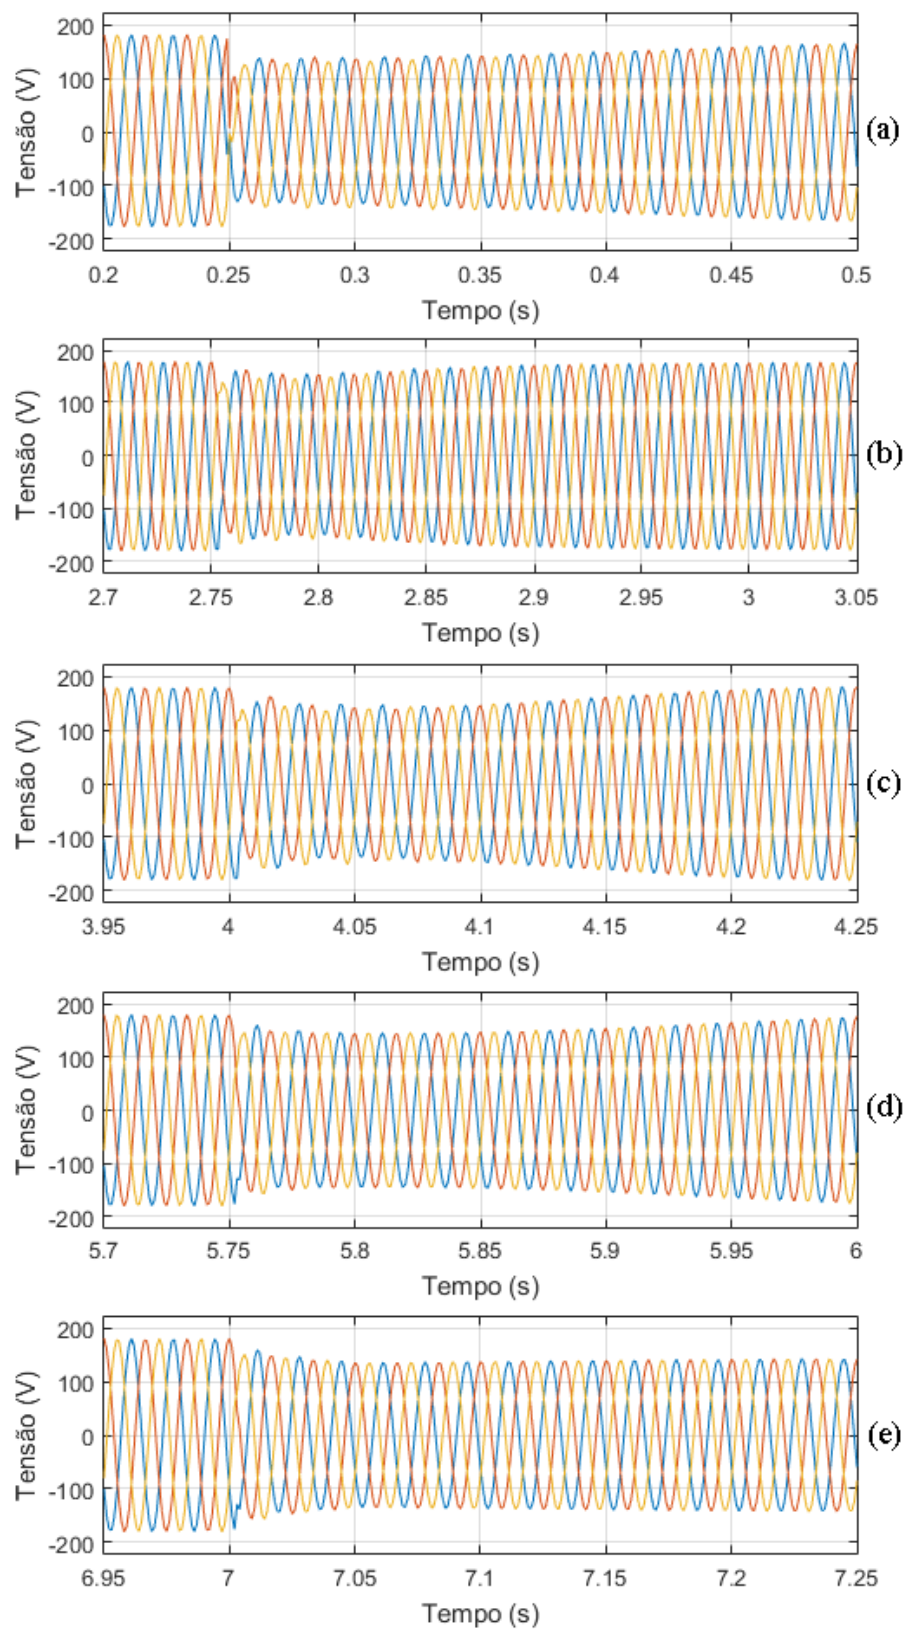 200
100
0
-100
-200
Tensão (V)
(a)
0.2 0.25 0.3 0.35 0.4 0.45 0.5
Tempo (s)
200
100
0
-100
-200
Tensão (V)
(b)
2.7 2.75 2.8 2.85 2.9 2.95 3 3.05
Tempo (s)
200
100
0
-100
-200
Tensão (V)
(c)
3.95 4 4.05 4.1 4.15 4.2 4.25
Tempo (s)
200
100
0
-100
-200
Tensão (V)
(d)
5.7 5.75 5.8 5.85 5.9 5.95 6
Tempo (s)
200
100
0
-100
-200
Tensão (V)
(e)
6.95 7 7.05 7.1 7.15 7.2 7.25
Tempo (s)